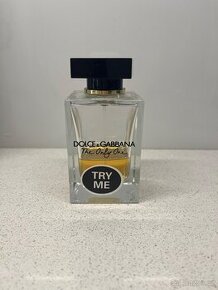 DOLCE & GABBANA
The Only One
TRY
ME